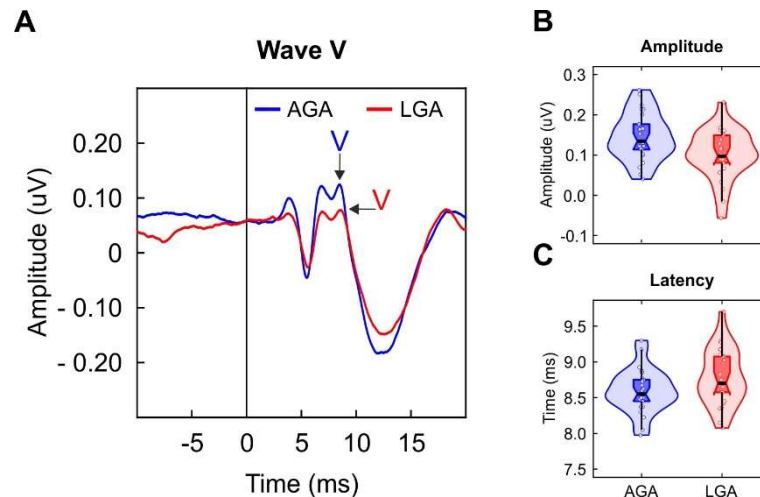 A
Wave V
AGA LGA
V
V
0.20
0.10
0
- 0.10
- 0.20
Amplitude (uV)
-5 0 5 10 15
Time (ms)
B
Amplitude
0.3
0.2
0.1
0.0
-0.1
Amplitude (uV)
C
Latency
9.5
9.0
8.5
8.0
7.5
Time (ms)
AGA LGA